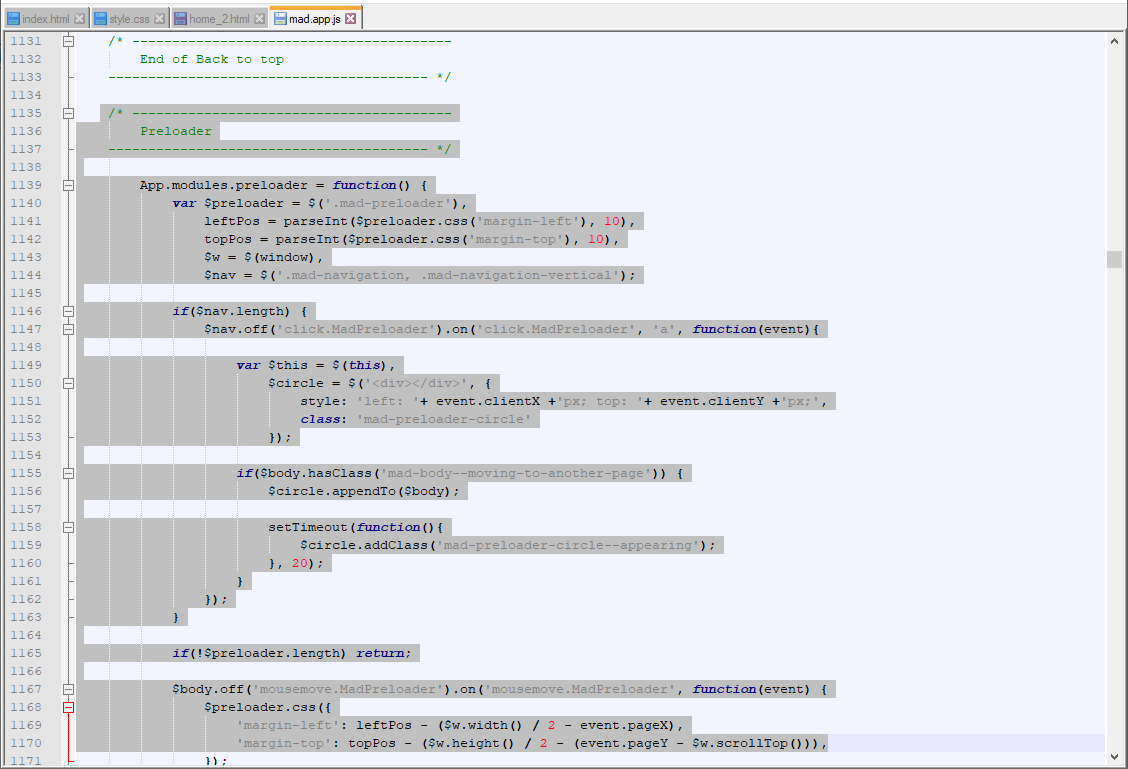 index.html style.css home_2.html mad.app.js
1131 /* ----------------------------------------
1132 End of Back to top
1133 ---------------------------------------- */
1134
1135 /* ----------------------------------------
1136 Preloader
1137 ---------------------------------------- */
1138
1139 App.modules.preloader = function() {
1140 var $preloader = $('.mad-preloader'),
1141 leftPos = parseInt($preloader.css('margin-left'), 10),
1142 topPos = parseInt($preloader.css('margin-top'), 10),
1143 $w = $(window),
1144 $nav = $('.mad-navigation, .mad-navigation-vertical');
1145
1146 if($nav.length) {
1147 $nav.off('click.MadPreloader').on('click.MadPreloader', 'a', function(event){
1148
1149 var $this = $(this),
1150 $circle = $('<div></div>', {
1151 style: 'left: '+ event.clientX +'px; top: '+ event.clientY +'px;',
1152 class: 'mad-preloader-circle'
1153 });
1154
1155 if($body.hasClass('mad-body--moving-to-another-page')) {
1156 $circle.appendTo($body);
1157
1158 setTimeout(function(){
1159 $circle.addClass('mad-preloader-circle--appearing');
1160 }, 20);
1161 }
1162 });
1163 }
1164
1165 if(!$preloader.length) return;
1166
1167 $body.off('mousemove.MadPreloader').on('mousemove.MadPreloader', function(event) {
1168 $preloader.css({
1169 'margin-left': leftPos - ($w.width() / 2 - event.pageX),
1170 'margin-top': topPos - ($w.height() / 2 - (event.pageY - $w.scrollTop())),
1171 });